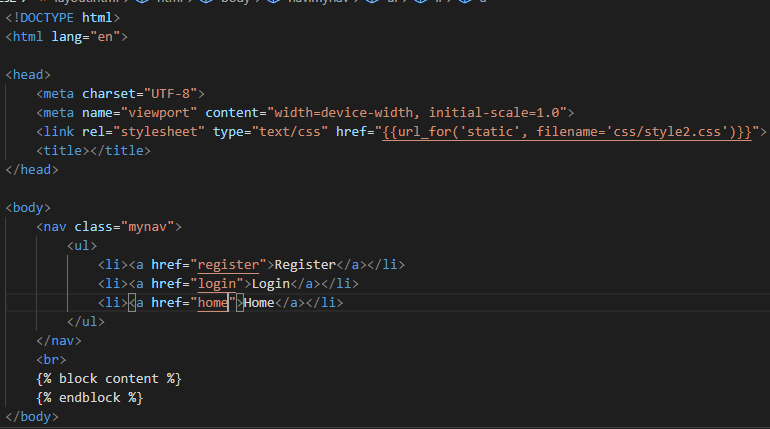 <!DOCTYPE html>
<html lang="en">
<head>
<meta charset="UTF-8">
<meta name="viewport" content="width=device-width, initial-scale=1.0">
<link rel="stylesheet" type="text/css" href="{{url_for('static', filename='css/style2.css')}}">
<title></title>
</head>
<body>
<nav class="mynav">
<ul>
<li><a href="register">Register</a></li>
<li><a href="login">Login</a></li>
<li><a href="home">Home</a></li>
</ul>
</nav>
<br>
{% block content %}
{% endblock %}
</body>